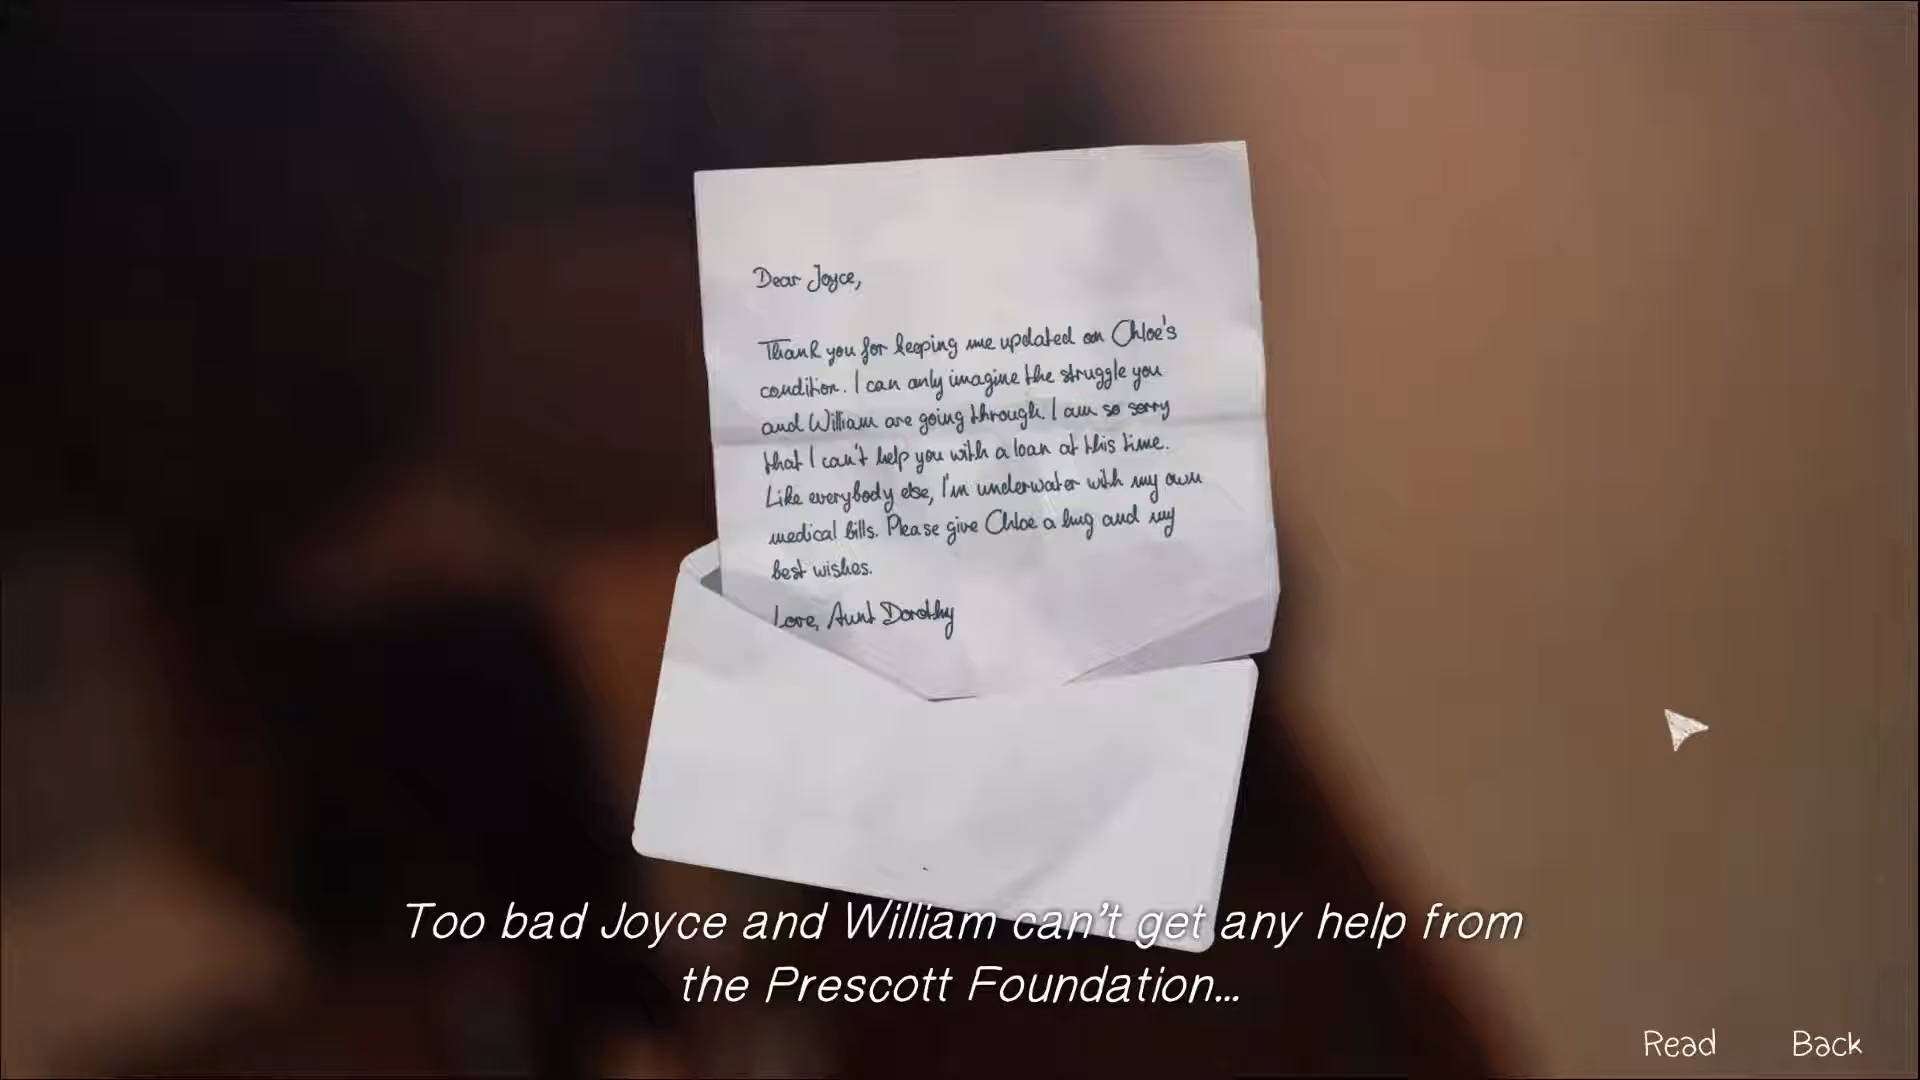 Dear Joyce,
Thank you for keeping me updated on Chloe's
condition. I can only imagine the struggle you
and William are going through. I am so sorry
that I can't help you with a loan at this time.
Like everybody else, I'm underwater with my own
medical bills. Please give Chloe a hug and my
best wishes.
Love, Aunt Dorothy
Too bad Joyce and William can't get any help from
the Prescott Foundation...
Read Back